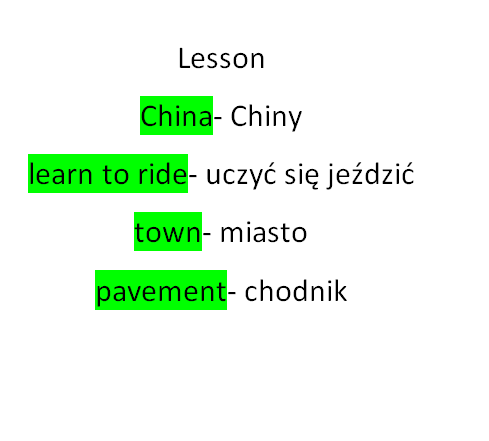 Lesson
China- Chiny
learn to ride- uczyć się jeździć
town- miasto
pavement- chodnik